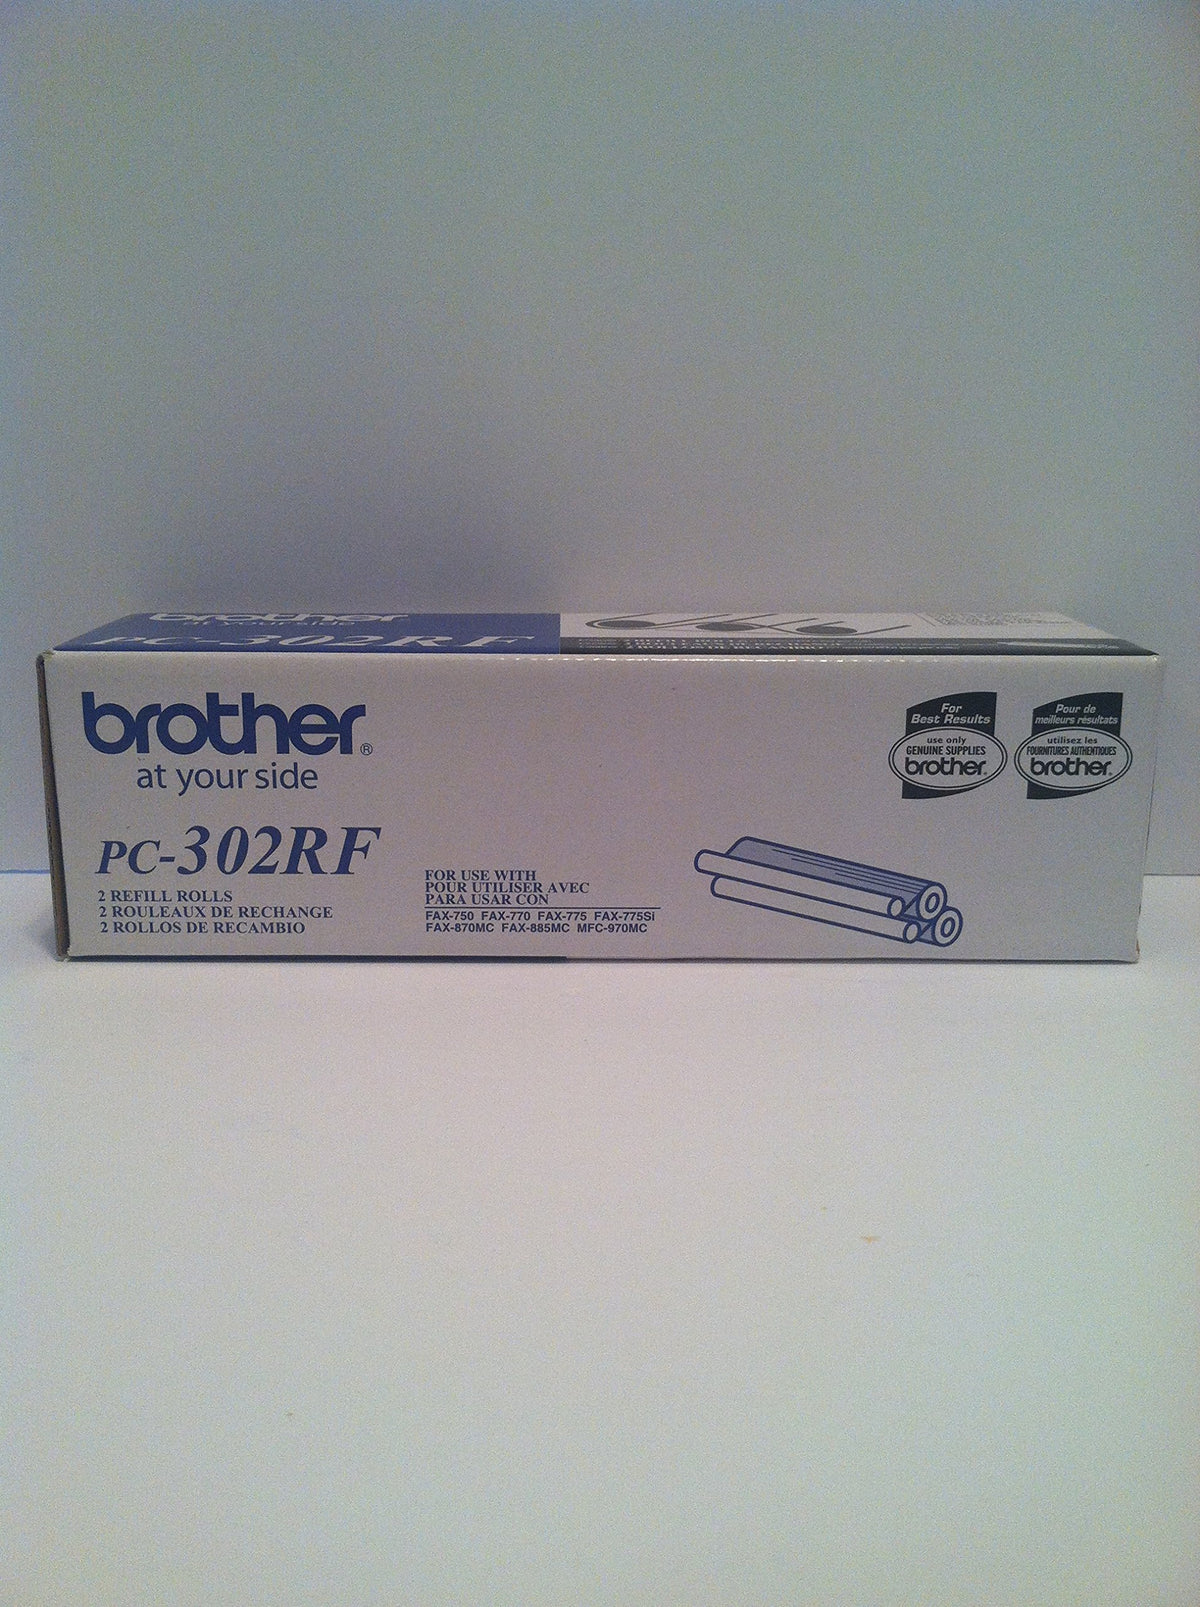 brother
at your side
PC-302RF
brother®
at your side
PC-302RF
2 REFILL ROLLS
2 ROULEAUX DE RECHANGE
2 ROLLOS DE RECAMBIO
FOR USE WITH
POUR UTILISER AVEC
PARA USAR CON
FAX-750 FAX-770 FAX-775 FAX-775Si
FAX-870MC FAX-885MC MFC-970MC
For
Best Results
use only
GENUINE SUPPLIES
brother®
Pour de
meilleurs résultats
utilisez les
FOURNITURES AUTHENTIQUES
brother®